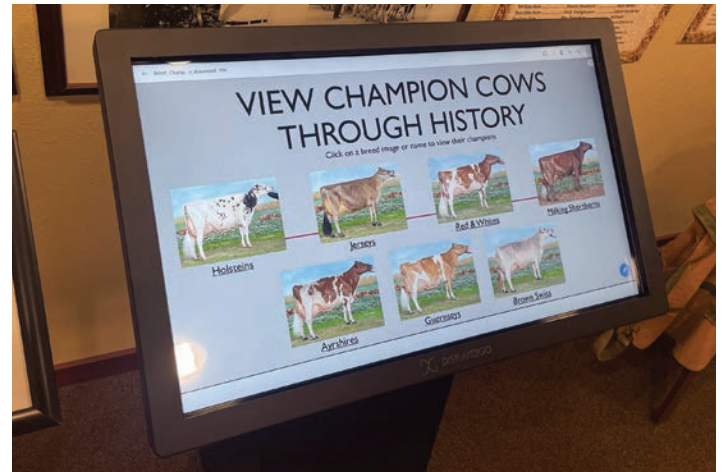 VIEW CHAMPION COWS
THROUGH HISTORY
Click on a breed image or name to view their champions
Holsteins
Jerseys
Red & Whites
Milking Shorthorns
Ayrshires
Guernseys
Brown Swiss
DISPLAYS2GO